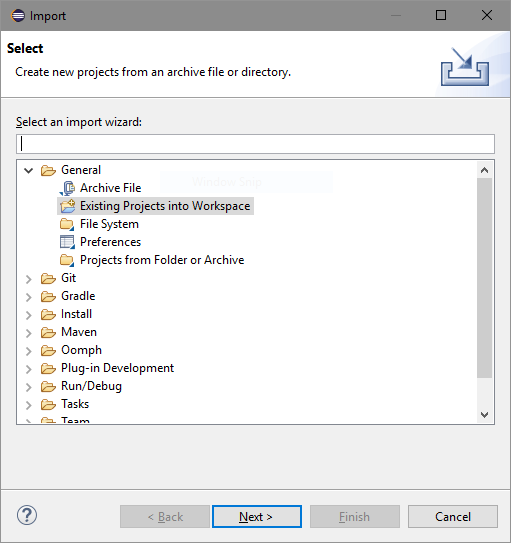 Import
Select
Create new projects from an archive file or directory.
Select an import wizard:
General
Archive File
Window Snip
Existing Projects into Workspace
File System
Preferences
Projects from Folder or Archive
Git
Gradle
Install
Maven
Oomph
Plug-in Development
Run/Debug
Tasks
Team
?
< Back
Next >
Finish
Cancel